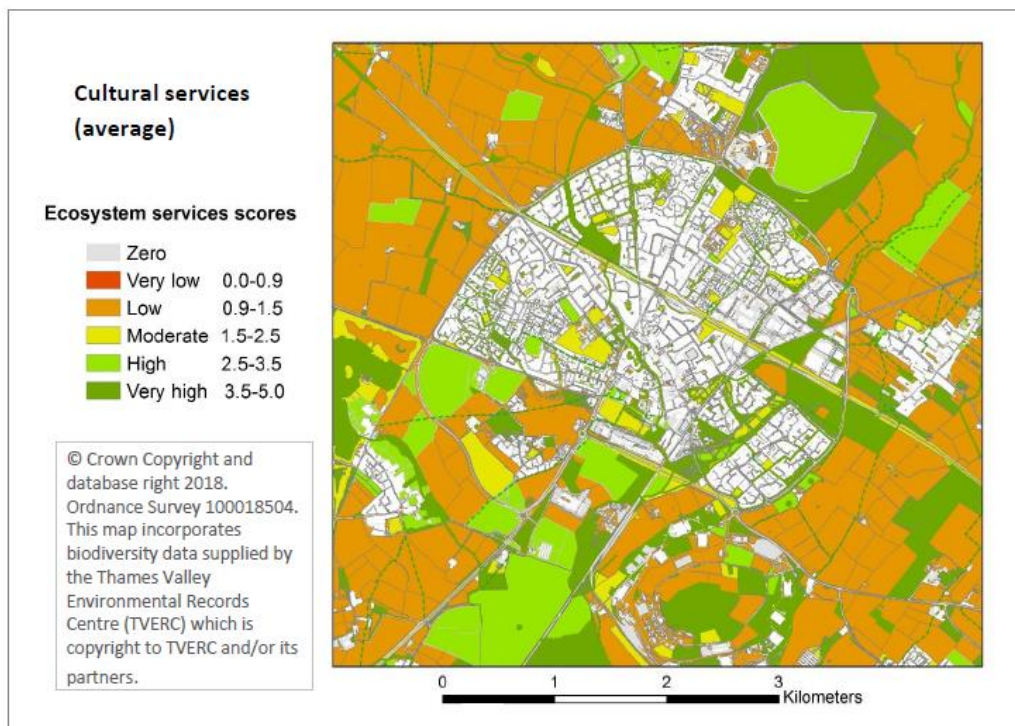 Cultural services
(average)
Ecosystem services scores
Zero
Very low 0.0-0.9
Low 0.9-1.5
Moderate 1.5-2.5
High 2.5-3.5
Very high 3.5-5.0
© Crown Copyright and
database right 2018.
Ordnance Survey 100018504.
This map incorporates
biodiversity data supplied by
the Thames Valley
Environmental Records
Centre (TVERC) which is
copyright to TVERC and/or its
partners.
0 1 2 3
Kilometers